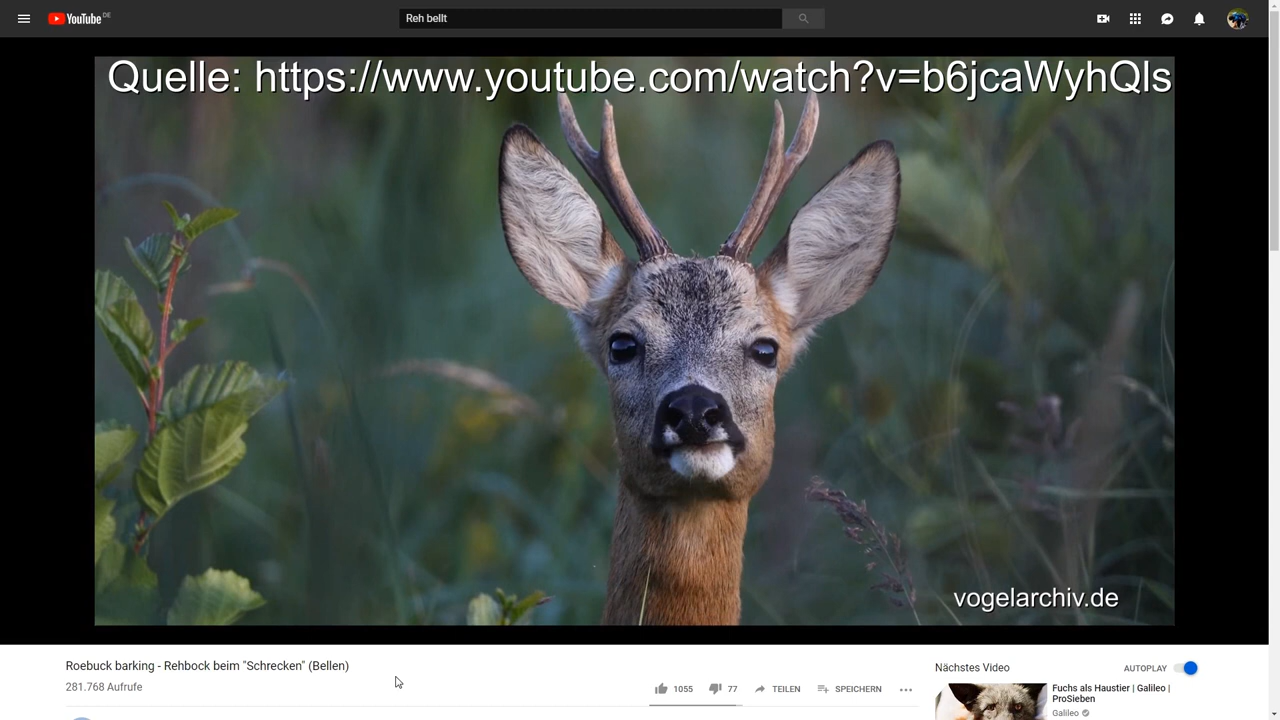 YouTube DE
Reh bellt
Quelle: https://www.youtube.com/watch?v=b6jcaWyhQIs
vogelarchiv.de
Roebuck barking - Rehbock beim "Schrecken" (Bellen)
281.768 Aufrufe
1055
77
TEILEN
SPEICHERN
Nächstes Video
AUTOPLAY
Fuchs als Haustier | Galileo |
ProSieben
Galileo